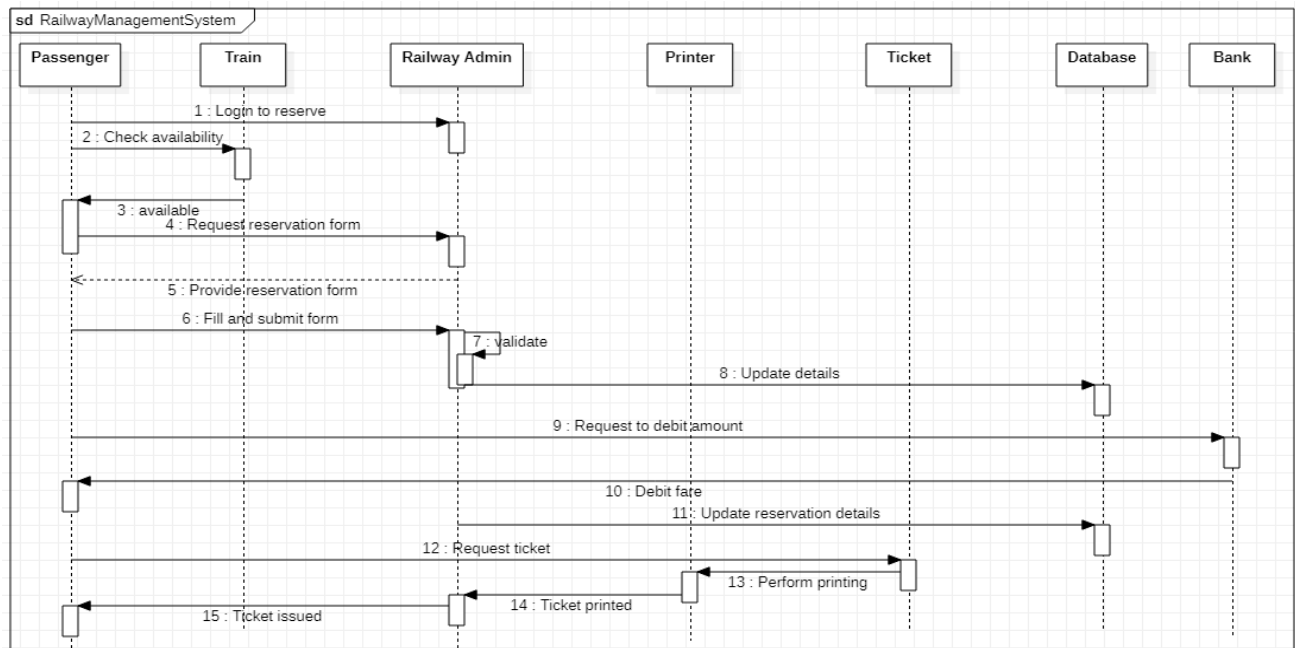 sd RailwayManagementSystem
Passenger
Train
Railway Admin
Printer
Ticket
Database
Bank
1 : Login to reserve
2 : Check availability
3 : available
4 : Request reservation form
5 : Provide reservation form
6 : Fill and submit form
7 : validate
8 : Update details
9 : Request to debit amount
10 : Debit fare
11 : Update reservation details
12 : Request ticket
13 : Perform printing
14 : Ticket printed
15 : Ticket issued